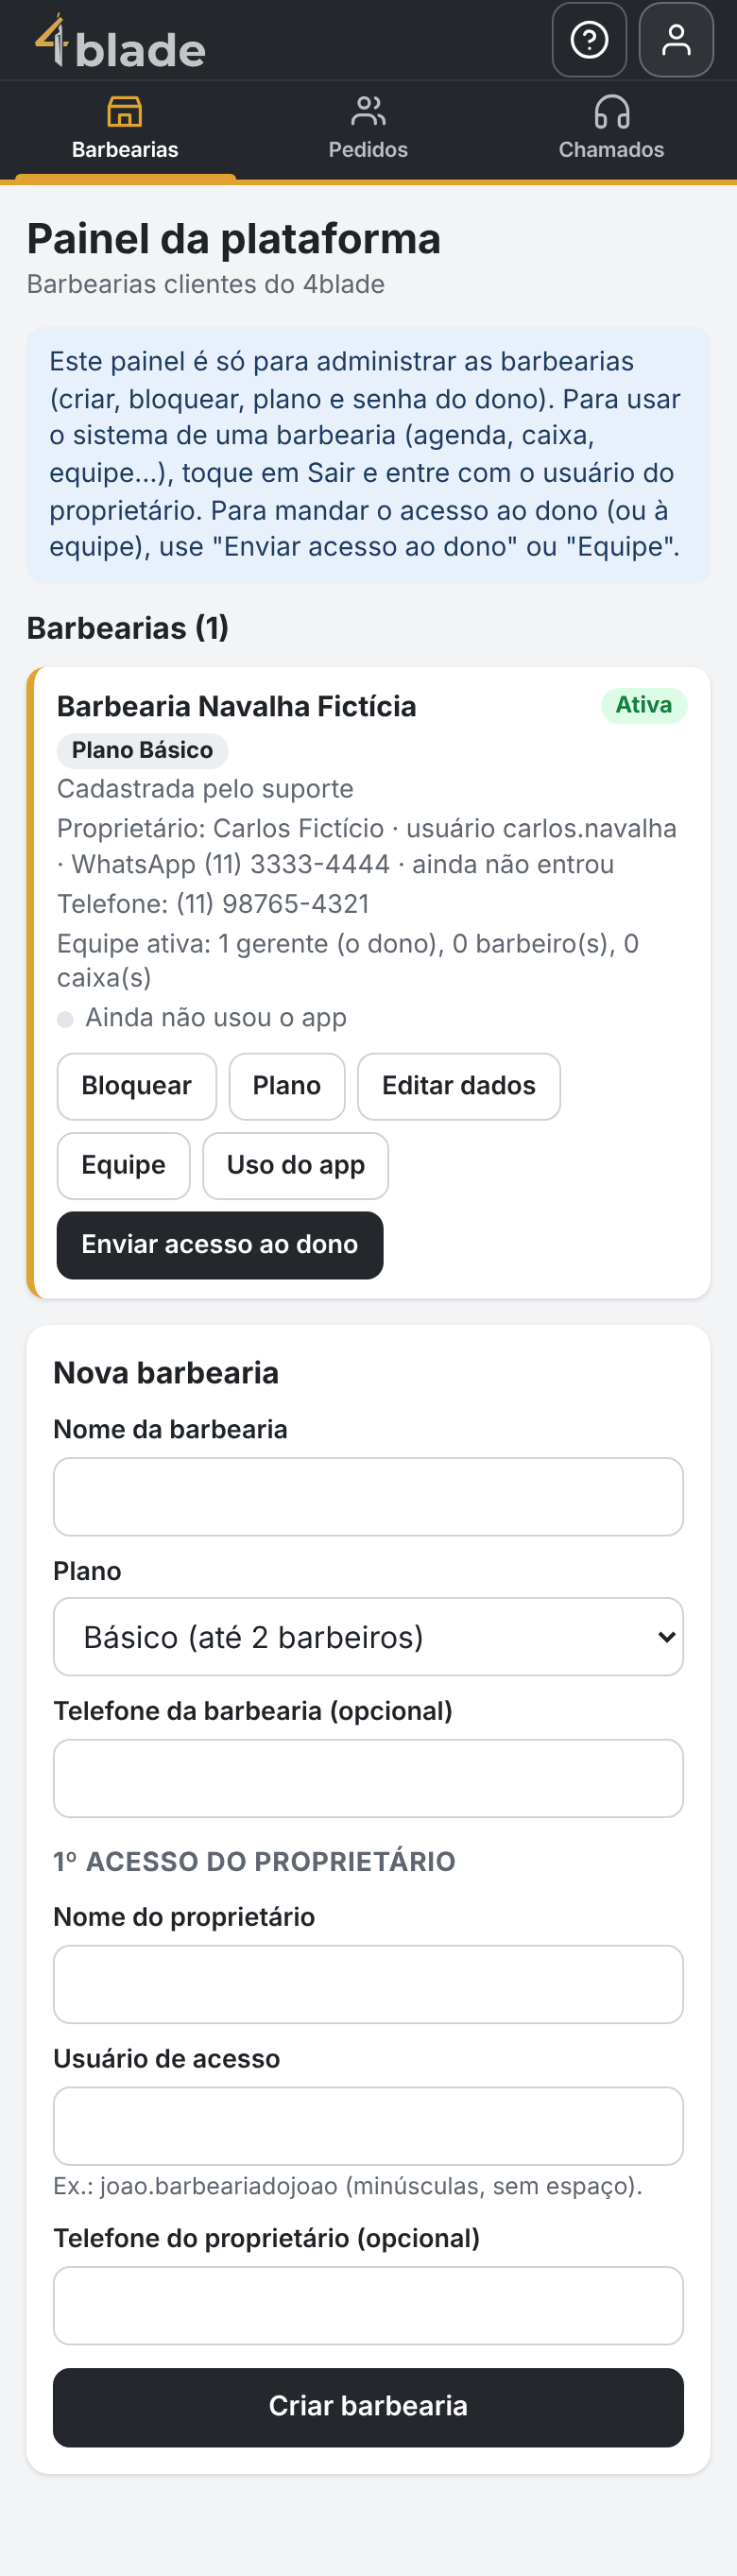 4blade
Barbearias
Pedidos
Chamados
Painel da plataforma
Barbearias clientes do 4blade
Este painel é só para administrar as barbearias
(criar, bloquear, plano e senha do dono). Para usar
o sistema de uma barbearia (agenda, caixa,
equipe...), toque em Sair e entre com o usuário do
proprietário. Para mandar o acesso ao dono (ou à
equipe), use "Enviar acesso ao dono" ou "Equipe".
Barbearias (1)
Barbearia Navalha Fictícia
Ativa
Plano Básico
Cadastrada pelo suporte
Proprietário: Carlos Fictício · usuário carlos.navalha
· WhatsApp (11) 3333-4444 · ainda não entrou
Telefone: (11) 98765-4321
Equipe ativa: 1 gerente (o dono), 0 barbeiro(s), 0
caixa(s)
Ainda não usou o app
Bloquear
Plano
Editar dados
Equipe
Uso do app
Enviar acesso ao dono
Nova barbearia
Nome da barbearia
Plano
Básico (até 2 barbeiros)
Telefone da barbearia (opcional)
1º ACESSO DO PROPRIETÁRIO
Nome do proprietário
Usuário de acesso
Ex.: joao.barbeariadojoao (minúsculas, sem espaço).
Telefone do proprietário (opcional)
Criar barbearia